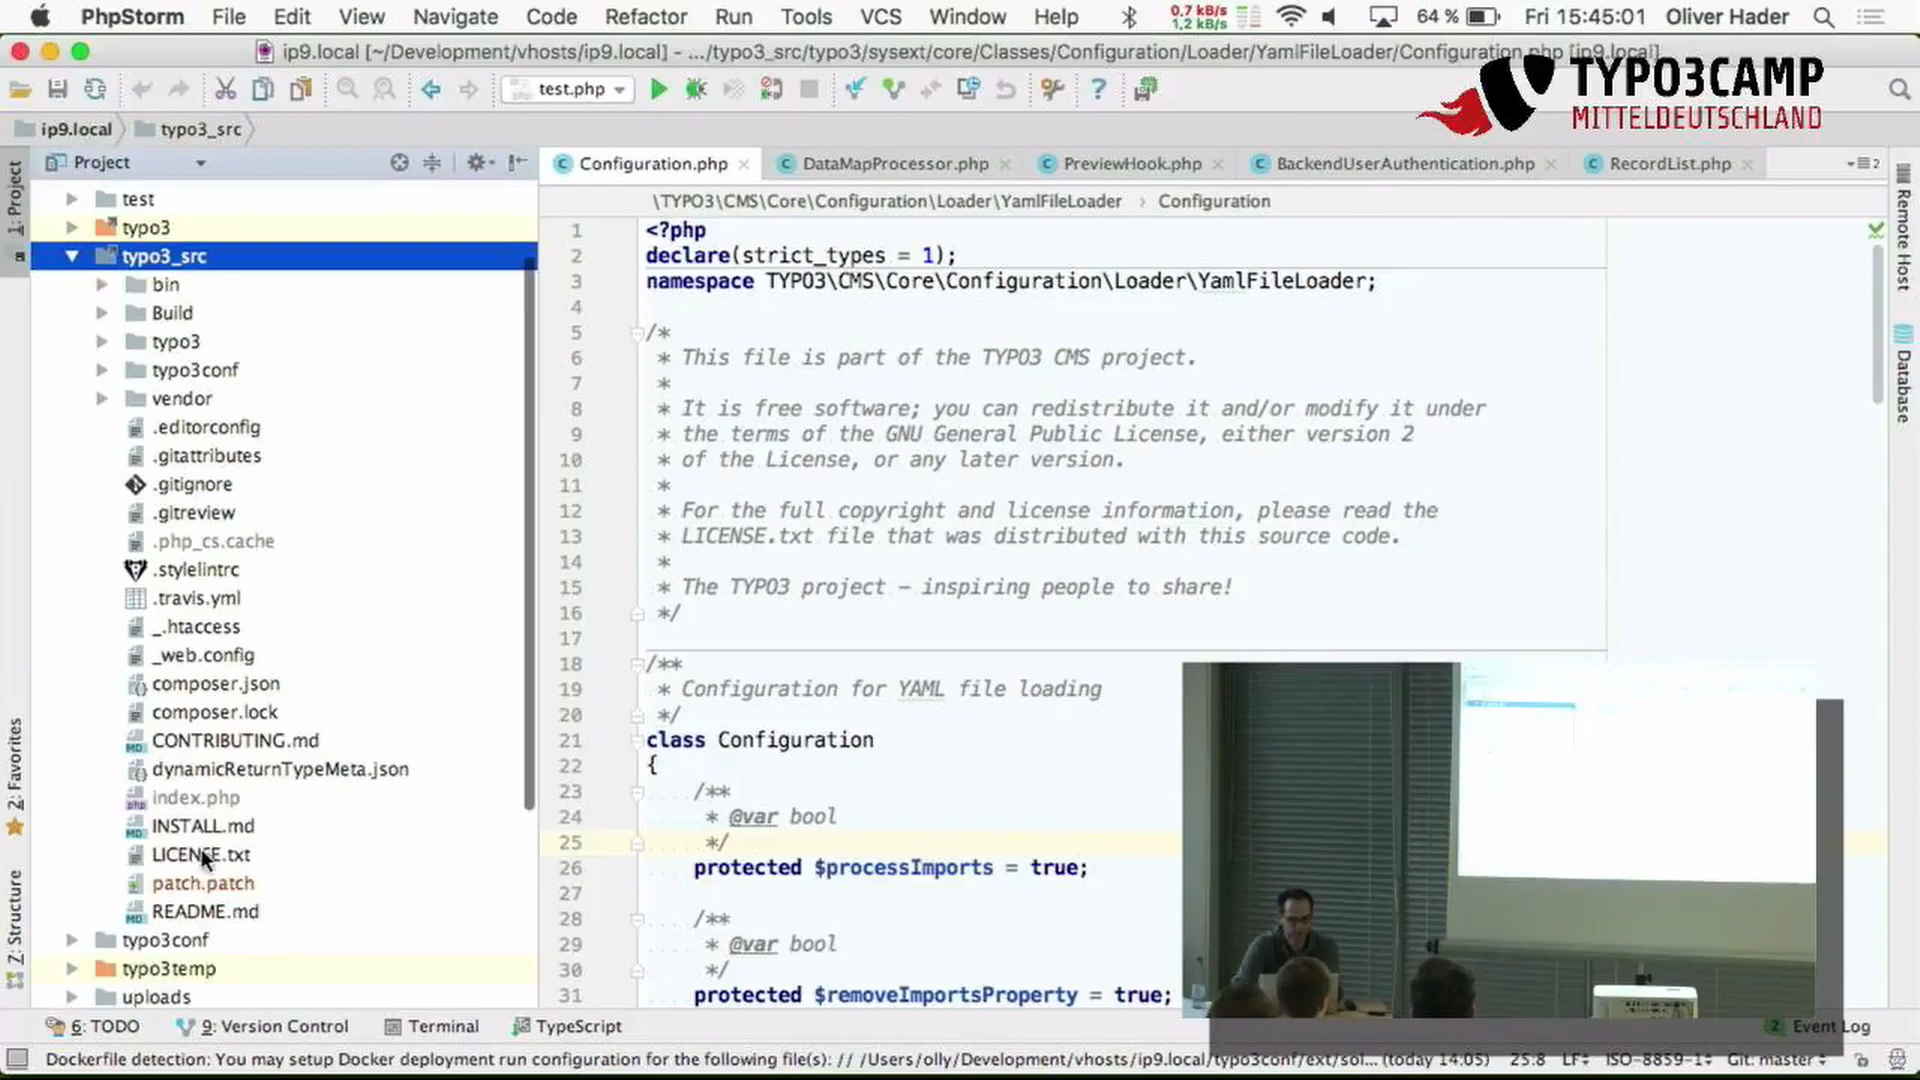 PhpStorm File Edit View Navigate Code Refactor Run Tools VCS Window Help 0,7 kB/s 1,2 kB/s 64 % Fri 15:45:01 Oliver Hader
ip9.local [~/Development/vhosts/ip9.local] - .../typo3_src/typo3/sysext/core/Classes/Configuration/Loader/YamlFileLoader/Configuration.php [ip9.local]
TYPO3CAMP
MITTELDEUTSCHLAND
test.php
ip9.local typo3_src
1: Project
Project
test
typo3
typo3_src
bin
Build
typo3
typo3conf
vendor
.editorconfig
.gitattributes
.gitignore
.gitreview
.php_cs.cache
.stylelintrc
.travis.yml
_.htaccess
_web.config
composer.json
composer.lock
CONTRIBUTING.md
dynamicReturnTypeMeta.json
index.php
INSTALL.md
LICENSE.txt
patch.patch
README.md
typo3conf
typo3temp
uploads
2: Favorites
7: Structure
Configuration.php DataMapProcessor.php PreviewHook.php BackendUserAuthentication.php RecordList.php 2
\TYPO3\CMS\Core\Configuration\Loader\YamlFileLoader Configuration
1 <?php
2 declare(strict_types = 1);
3 namespace TYPO3\CMS\Core\Configuration\Loader\YamlFileLoader;
4
5 /*
6 * This file is part of the TYPO3 CMS project.
7 *
8 * It is free software; you can redistribute it and/or modify it under
9 * the terms of the GNU General Public License, either version 2
10 * of the License, or any later version.
11 *
12 * For the full copyright and license information, please read the
13 * LICENSE.txt file that was distributed with this source code.
14 *
15 * The TYPO3 project - inspiring people to share!
16 */
17
18 /**
19 * Configuration for YAML file loading
20 */
21 class Configuration
22 {
23 /**
24 * @var bool
25 */
26 protected $processImports = true;
27
28 /**
29 * @var bool
30 */
31 protected $removeImportsProperty = true;
Remote Host
Database
6: TODO 9: Version Control Terminal TypeScript 2 Event Log
Dockerfile detection: You may setup Docker deployment run configuration for the following file(s): // /Users/olly/Development/vhosts/ip9.local/typo3conf/ext/sol... (today 14:05) 25:8 LF ISO-8859-1 Git: master